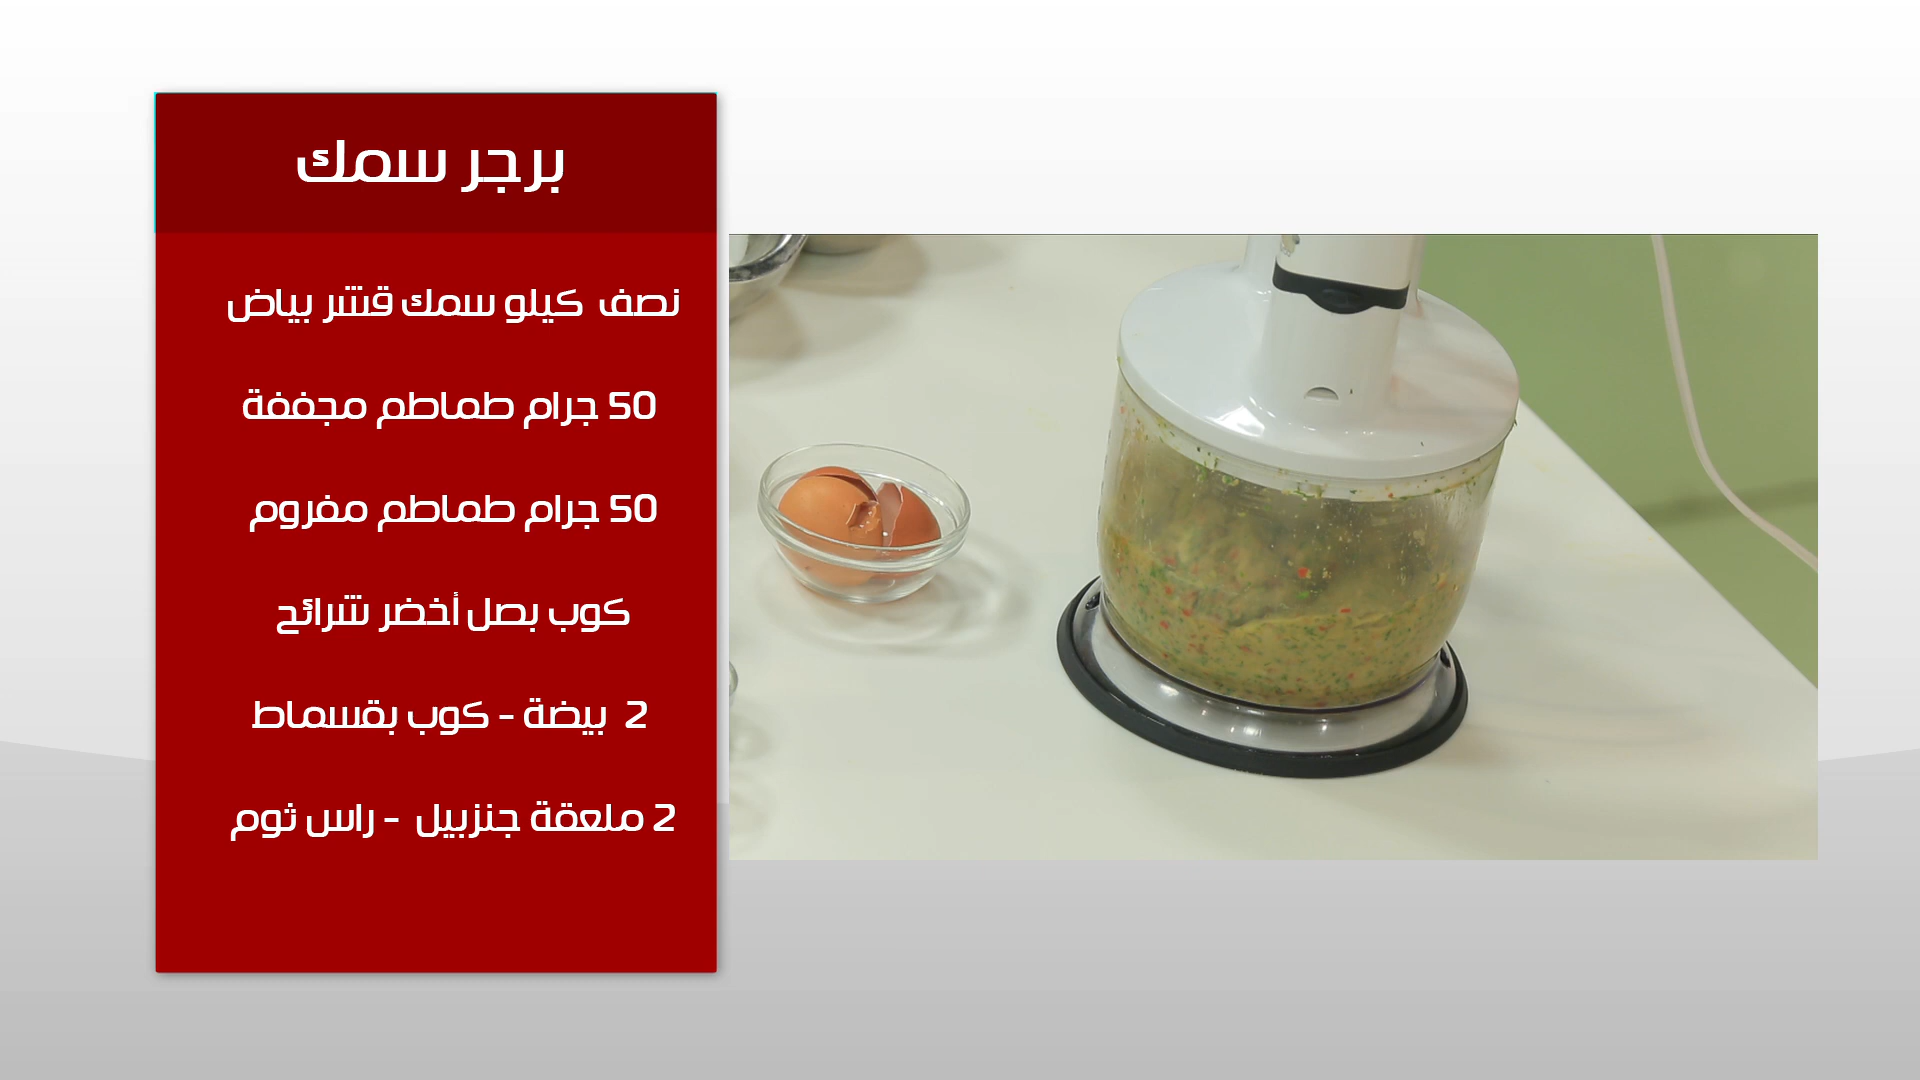 برجر سمك
نصف كيلو سمك قشر بياض
50 جرام طماطم مجففة
50 جرام طماطم مفروم
كوب بصل أخضر شرائح
2 بيضة - كوب بقسماط
2 ملعقة جنزبيل - راس ثوم